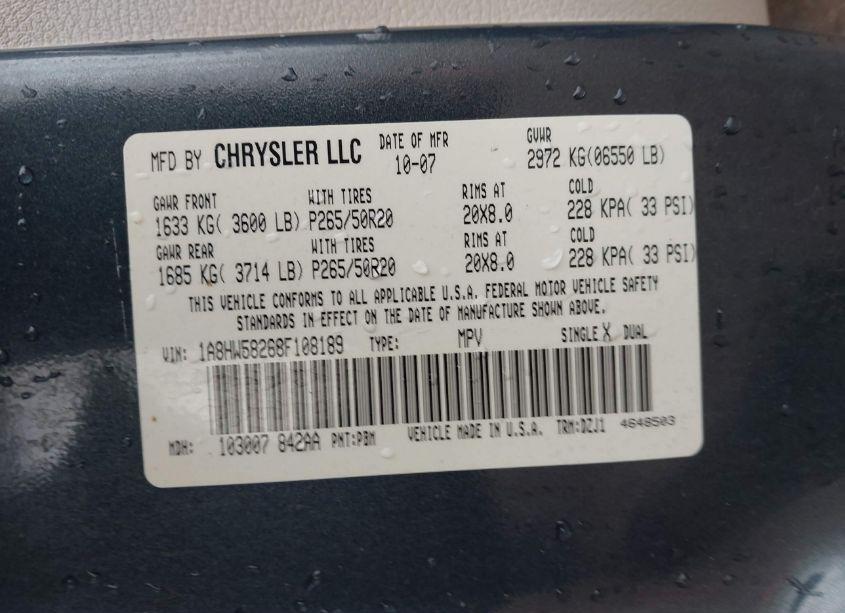 MFD BY CHRYSLER LLC DATE OF MFR 10-07 GVWR 2972 KG(06550 LB)
GAWR FRONT WITH TIRES RIMS AT COLD
1633 KG( 3600 LB) P265/50R20 20X8.0 228 KPA( 33 PSI)
GAWR REAR WITH TIRES RIMS AT COLD
1685 KG( 3714 LB) P265/50R20 20X8.0 228 KPA( 33 PSI)
THIS VEHICLE CONFORMS TO ALL APPLICABLE U.S.A. FEDERAL MOTOR VEHICLE SAFETY
STANDARDS IN EFFECT ON THE DATE OF MANUFACTURE SHOWN ABOVE.
VIN: 1A8HW58268F108189 TYPE: MPV SINGLE X DUAL
MDH: 103007 842AA PNT:PBM VEHICLE MADE IN U.S.A. TRM:DZJ1 4648503